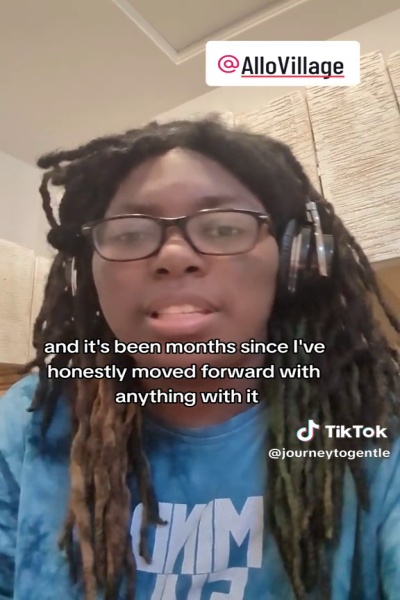 @AlloVillage
and it's been months since I've
honestly moved forward with
anything with it
TikTok
@journeytogentle